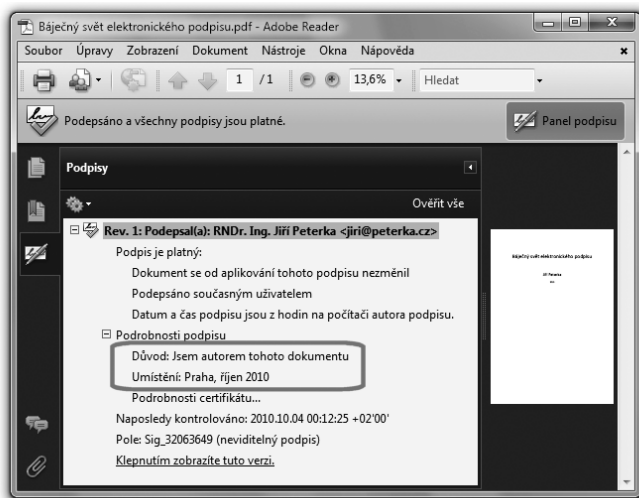 Báječný svět elektronického podpisu.pdf - Adobe Reader
Soubor Úpravy Zobrazení Dokument Nástroje Okna Nápověda
1 /1 13,6% Hledat
Podepsáno a všechny podpisy jsou platné.
Panel podpisu
Podpisy
Ověřit vše
Rev. 1: Podepsal(a): RNDr. Ing. Jiří Peterka <jiri@peterka.cz>
Podpis je platný:
Dokument se od aplikování tohoto podpisu nezměnil
Podepsáno současným uživatelem
Datum a čas podpisu jsou z hodin na počítači autora podpisu.
Podrobnosti podpisu
Důvod: Jsem autorem tohoto dokumentu
Umístění: Praha, říjen 2010
Podrobnosti certifikátu...
Naposledy kontrolováno: 2010.10.04 00:12:25 +02'00'
Pole: Sig_32063649 (neviditelný podpis)
Klepnutím zobrazíte tuto verzi.
Báječný svět elektronického podpisu
Jiří Peterka